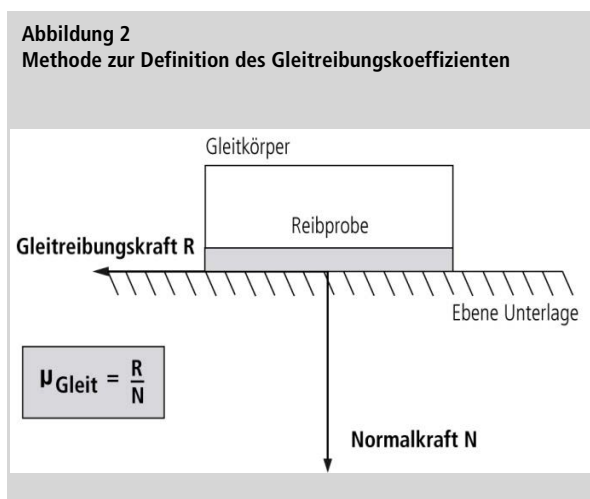 Abbildung 2
Methode zur Definition des Gleitreibungskoeffizienten
Gleitkörper
Reibprobe
Gleitreibungskraft R
Ebene Unterlage
μGleit = R/N
Normalkraft N